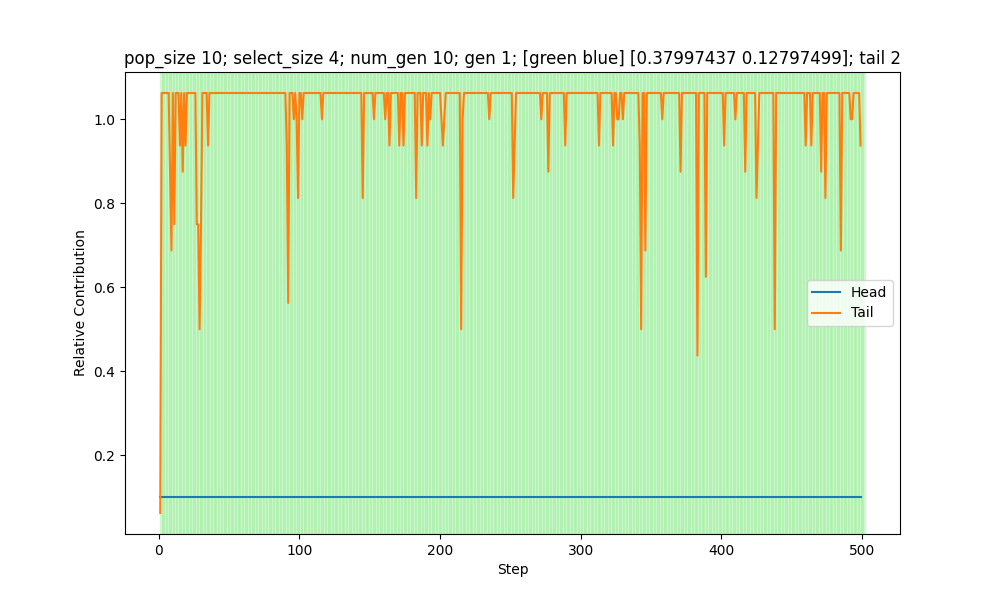 pop_size 10; select_size 4; num_gen 10; gen 1; [green blue] [0.37997437 0.12797499]; tail 2
Relative Contribution
1.0
0.8
0.6
0.4
0.2
Head
Tail
0
100
200
300
400
500
Step